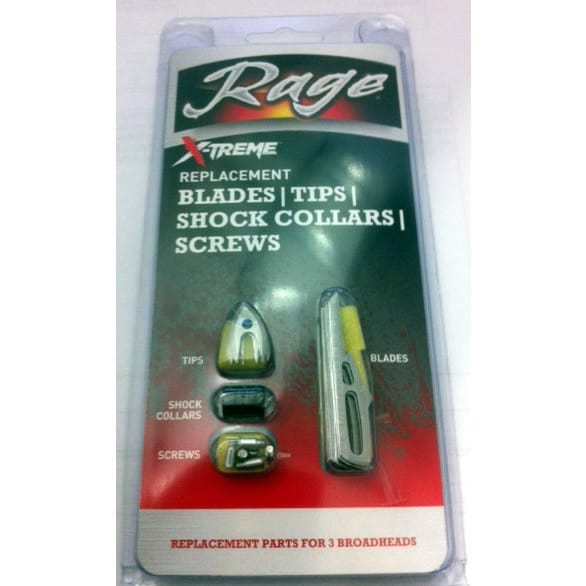 Rage
X-TREME
REPLACEMENT
BLADES | TIPS |
SHOCK COLLARS |
SCREWS
TIPS
BLADES
SHOCK
COLLARS
SCREWS
REPLACEMENT PARTS FOR 3 BROADHEADS